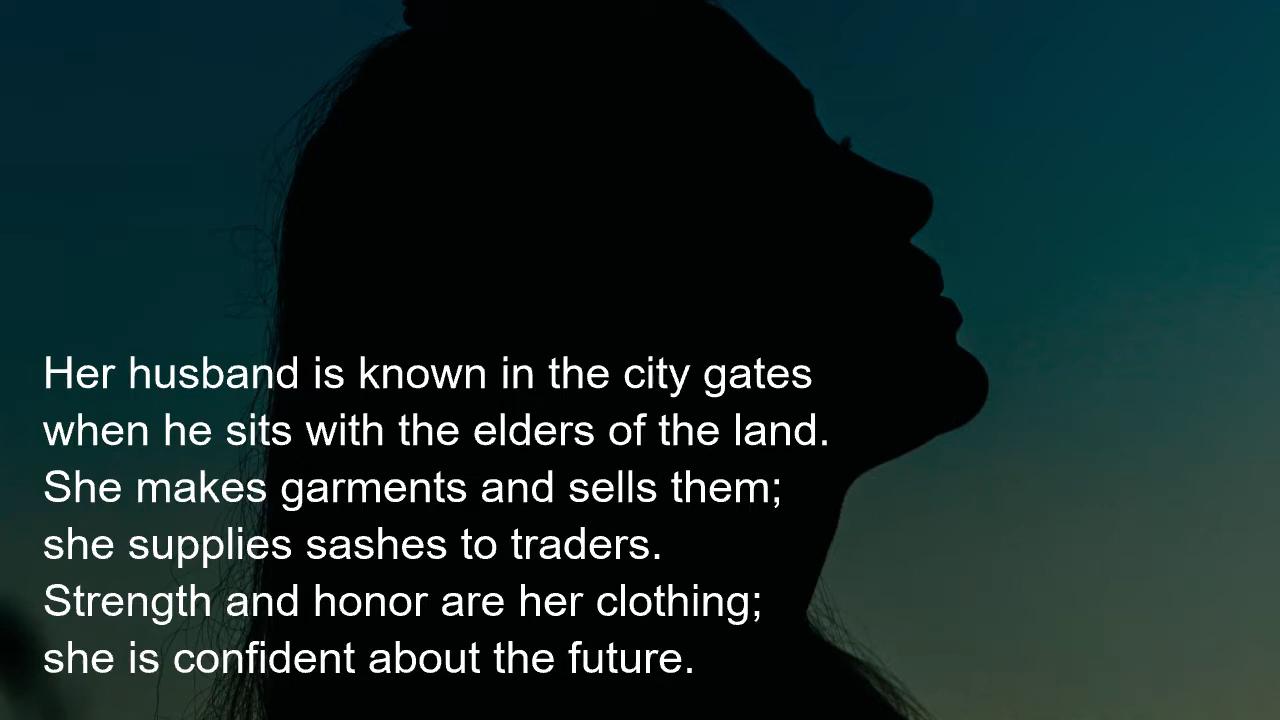 Her husband is known in the city gates
when he sits with the elders of the land.
She makes garments and sells them;
she supplies sashes to traders.
Strength and honor are her clothing;
she is confident about the future.